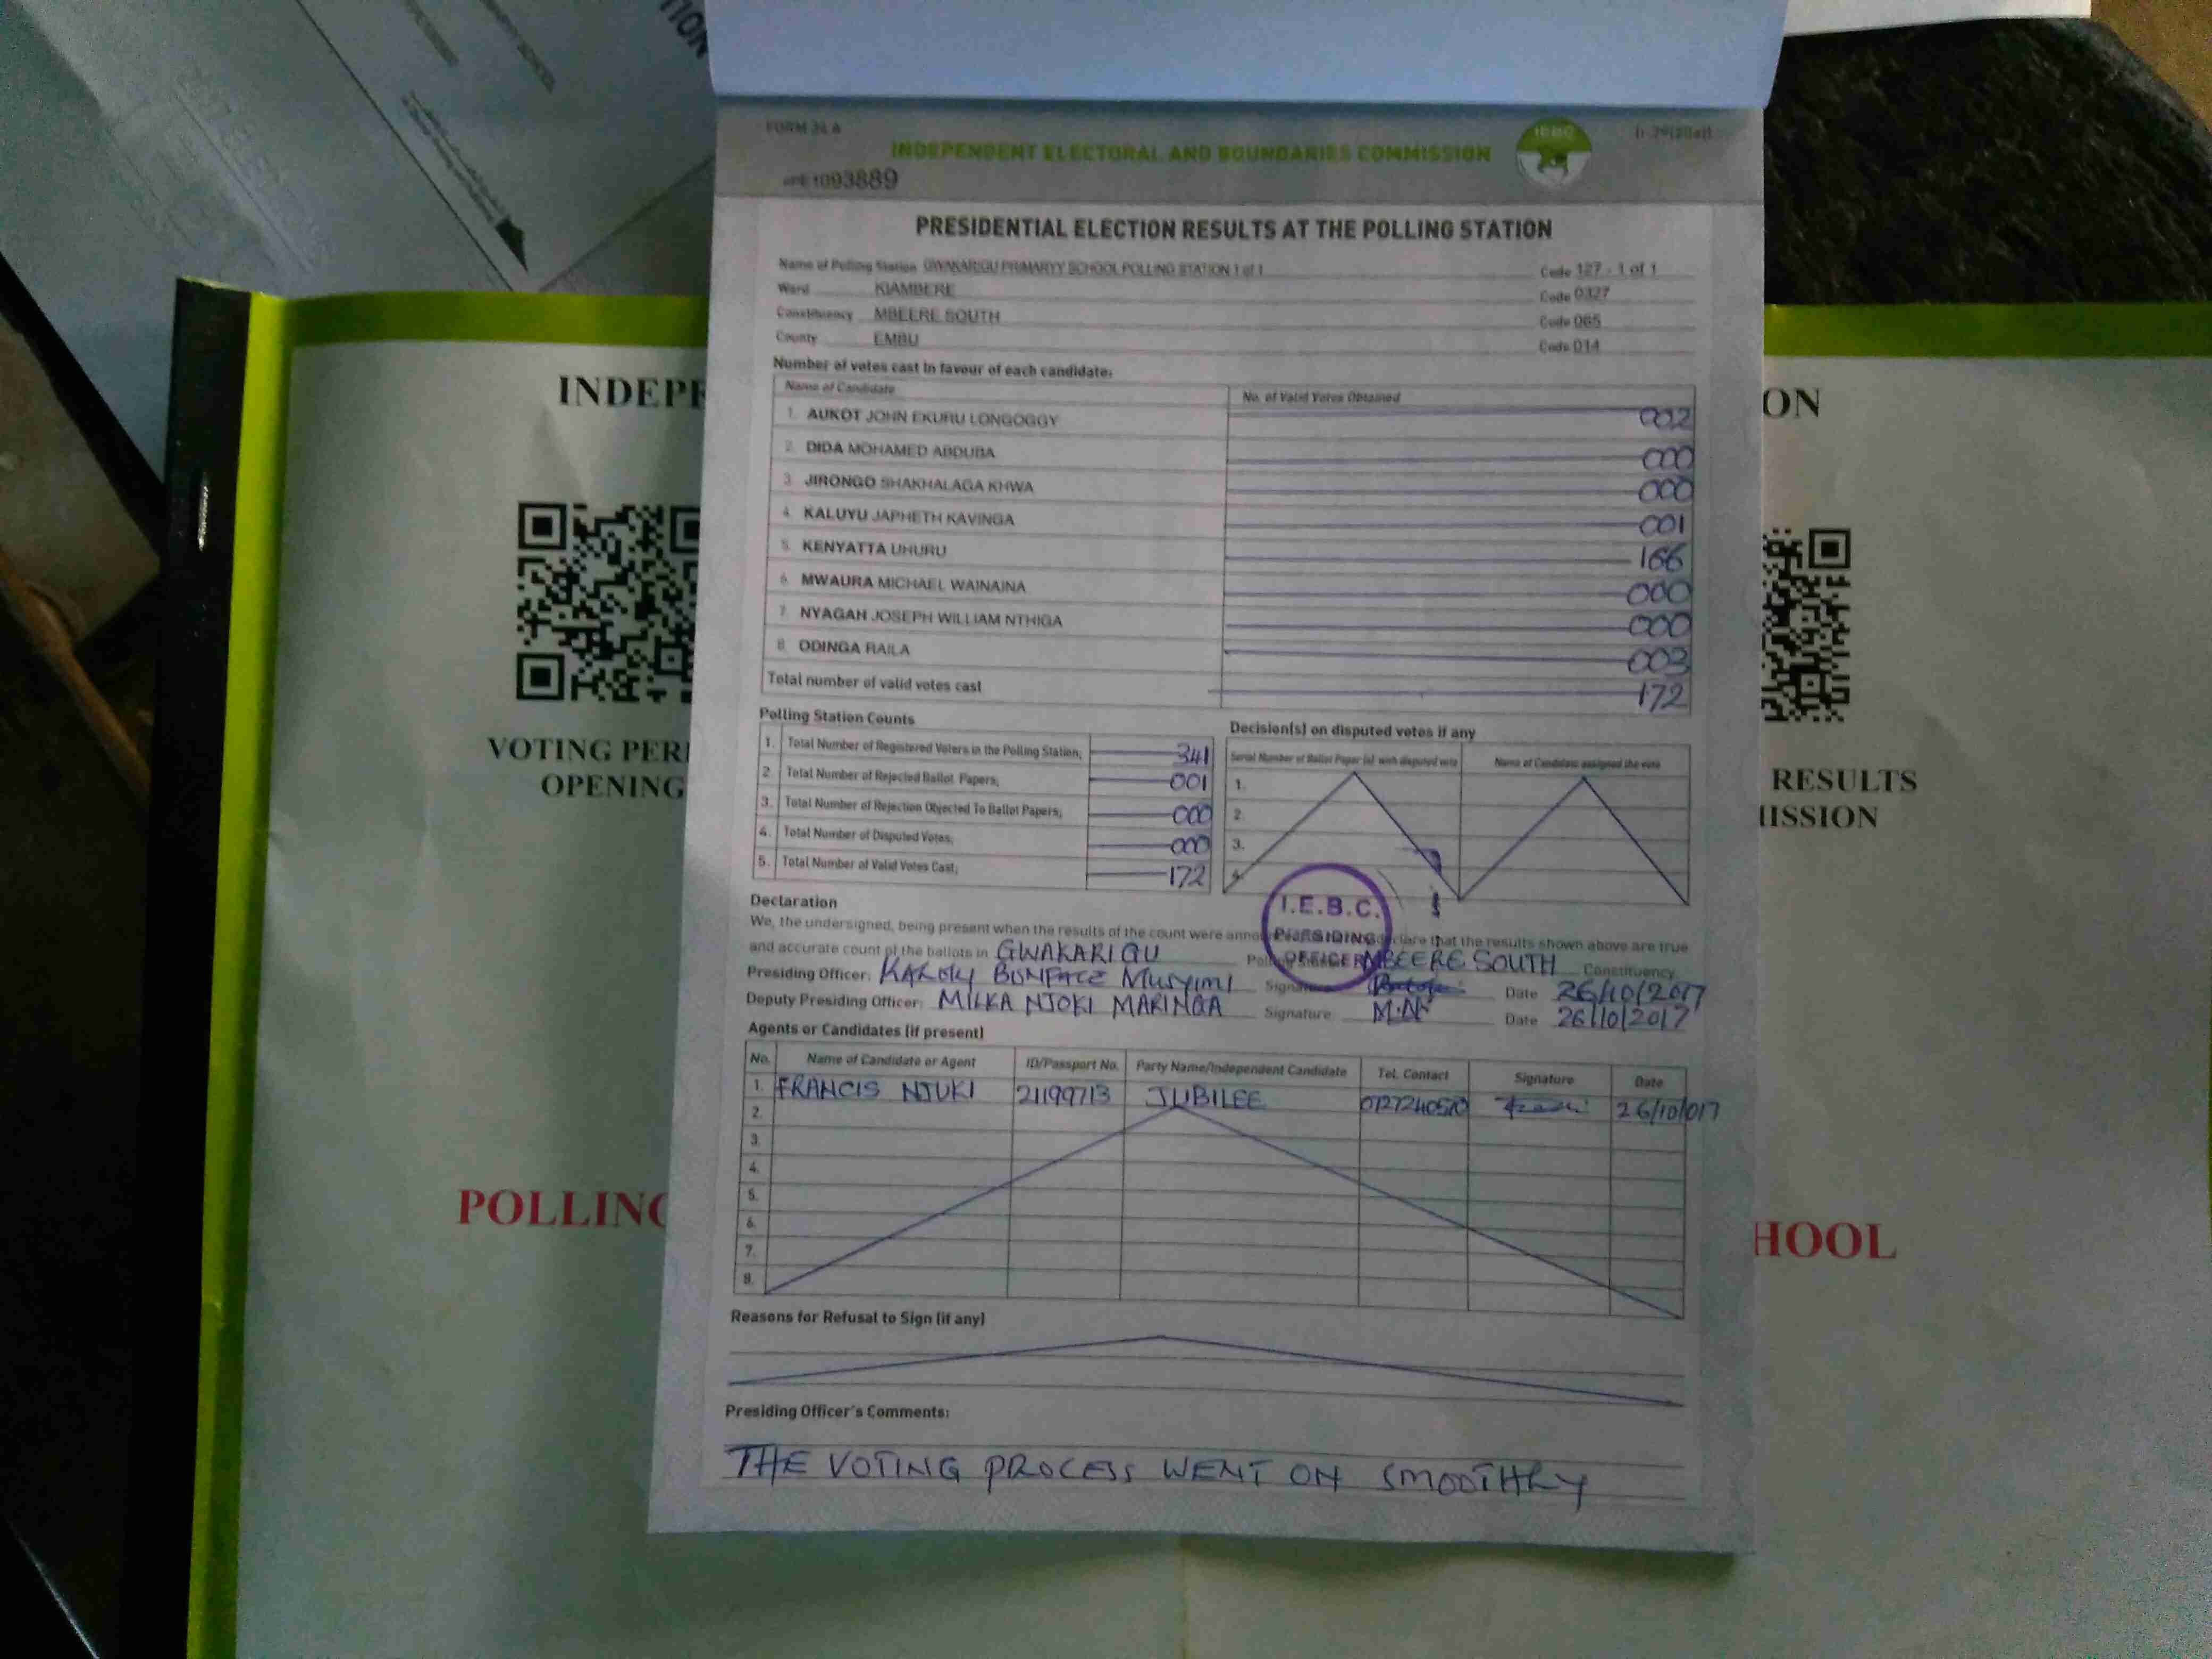 TION
FORM 34 A
INDEPENDENT ELECTORAL AND BOUNDARIES COMMISSION
IEBC
1093889
PRESIDENTIAL ELECTION RESULTS AT THE POLLING STATION
Name of Polling Station GWAKARIGU PRIMARYY SCHOOL POLLING STATION 1 of 1 Code 127 - 1 of 1
Ward KIAMBERE Code 0327
Constituency MBEERE SOUTH Code 065
County EMBU Code 014
Number of votes cast in favour of each candidate:
Name of Candidate No. of Valid Votes Obtained
1. AUKOT JOHN EKURU LONGOGGY 002
2. DIDA MOHAMED ABDUBA 000
3. JIRONGO SHAKHALAGA KHWA 000
4. KALUYU JAPHETH KAVINGA 001
5. KENYATTA UHURU 166
6. MWAURA MICHAEL WAINAINA 000
7. NYAGAH JOSEPH WILLIAM NTHIGA 000
8. ODINGA RAILA 003
Total number of valid votes cast 172
Polling Station Counts
1. Total Number of Registered Voters in the Polling Station; 341
2. Total Number of Rejected Ballot Papers; 001
3. Total Number of Rejection Objected To Ballot Papers; 000
4. Total Number of Disputed Votes; 000
5. Total Number of Valid Votes Cast; 172
Decision(s) on disputed votes if any
Serial Number of Ballot Paper (s) with disputed vote Name of Candidate assigned the vote
1.
2.
3.
4.
I.E.B.C.
PRESIDING
OFFICER
Declaration
We, the undersigned, being present when the results of the count were anno declare that the results shown above are true
and accurate count of the ballots in GWAKARIGU Polling MBEERE SOUTH Constituency
Presiding Officer: KAROKI BONFACE MUSYIMI Signature Date 26/10/2017
Deputy Presiding Officer: MILKA NJOKI MARINGA Signature M.N Date 26/10/2017
Agents or Candidates (if present)
No. Name of Candidate or Agent ID/Passport No. Party Name/Independent Candidate Tel. Contact Signature Date
1. FRANCIS NJUKI 21199713 JUBILEE 0727240510 26/10/017
2.
3.
4.
5.
6.
7.
8.
Reasons for Refusal to Sign (if any)
Presiding Officer's Comments:
THE VOTING PROCESS WENT ON SMOOTHLY
INDEPE
VOTING PERI
OPENING
POLLING
ON
RESULTS
MISSION
HOOL